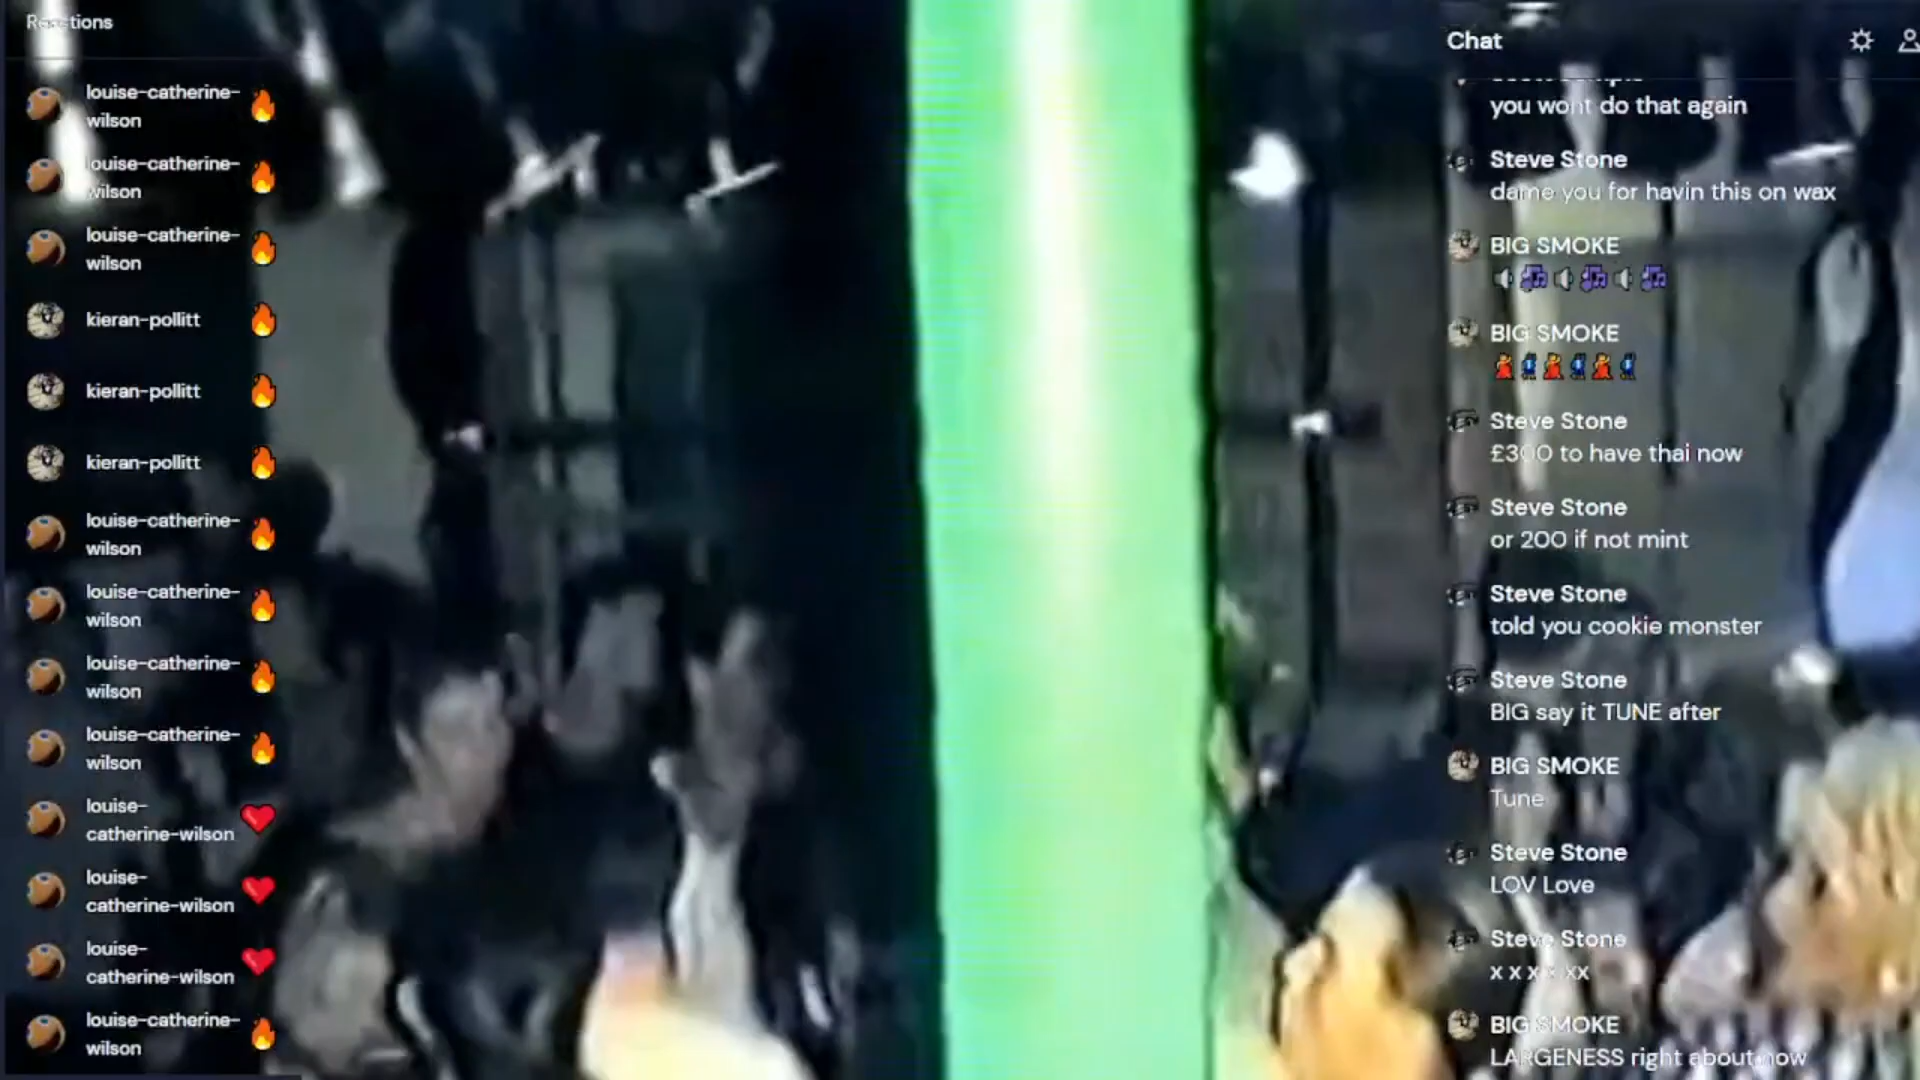 Reactions
louise-catherine-
wilson
louise-catherine-
wilson
louise-catherine-
wilson
kieran-pollitt
kieran-pollitt
kieran-pollitt
louise-catherine-
wilson
louise-catherine-
wilson
louise-catherine-
wilson
louise-catherine-
wilson
louise-
catherine-wilson
louise-
catherine-wilson
louise-
catherine-wilson
louise-catherine-
wilson
Chat
you wont do that again
Steve Stone
dame you for havin this on wax
BIG SMOKE
BIG SMOKE
Steve Stone
£300 to have thai now
Steve Stone
or 200 if not mint
Steve Stone
told you cookie monster
Steve Stone
BIG say it TUNE after
BIG SMOKE
Tune
Steve Stone
LOV Love
Steve Stone
x x x x xx
BIG SMOKE
LARGENESS right about now